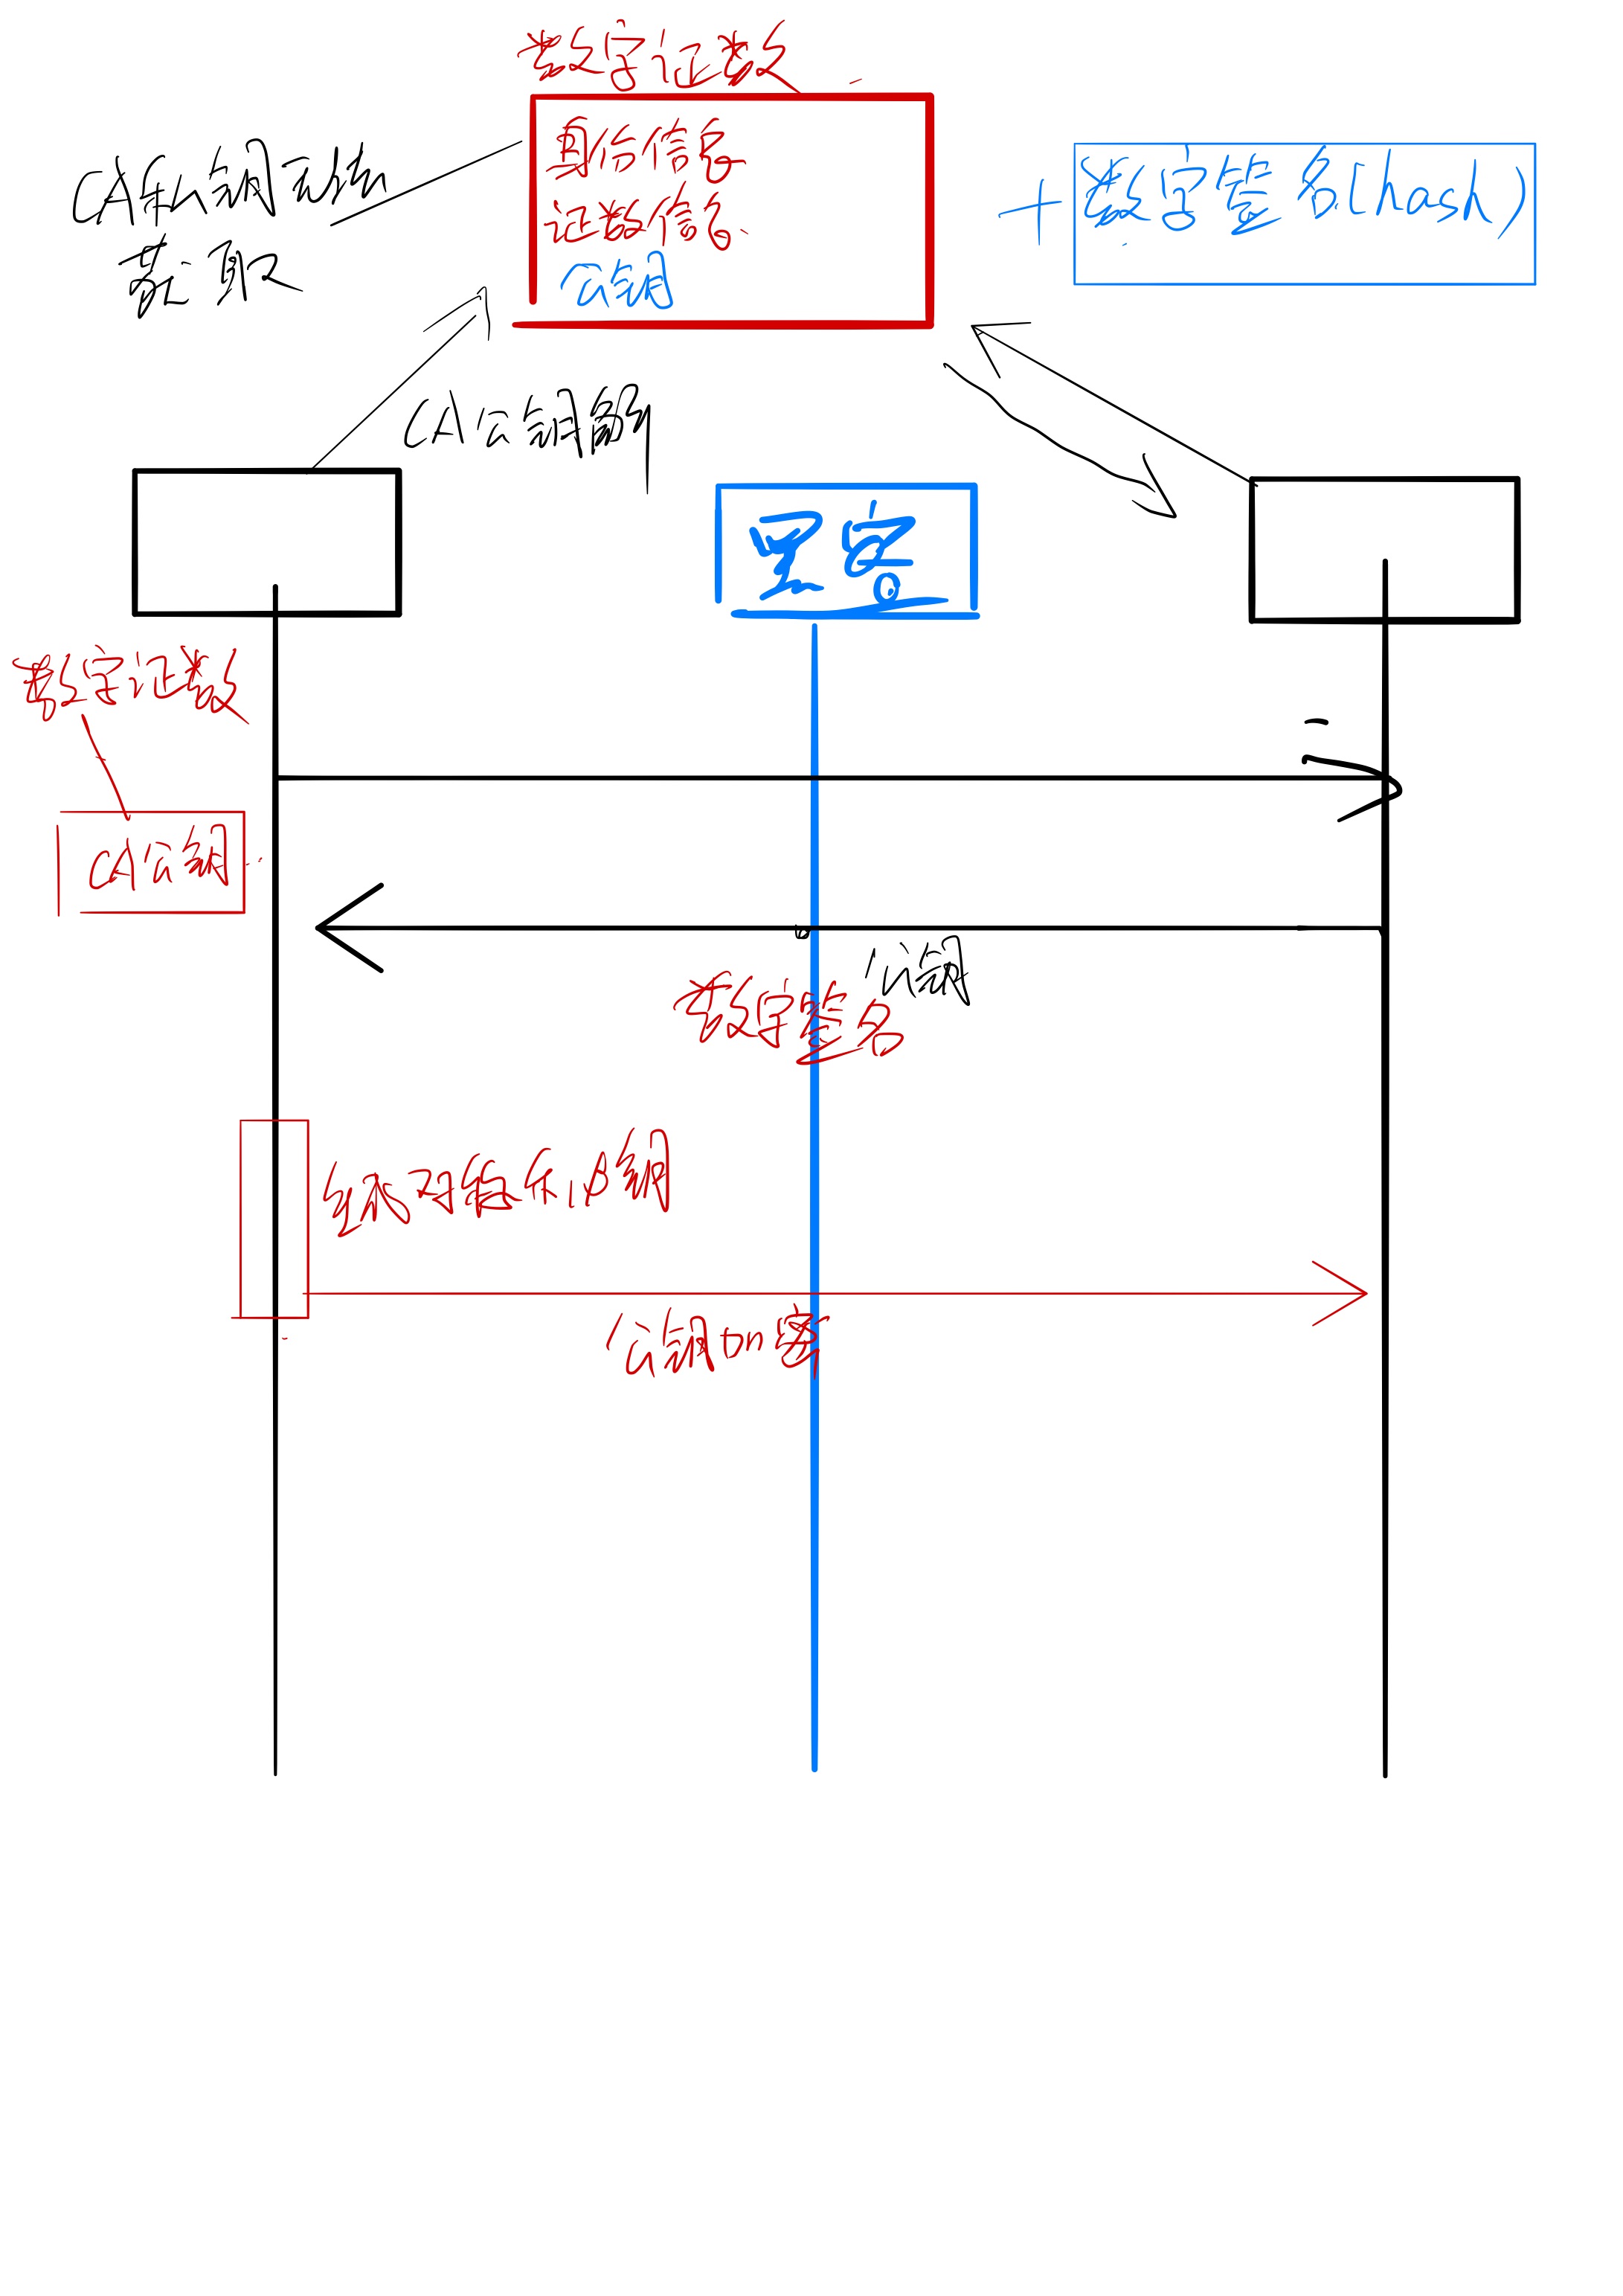 数字证数
身份信息
证数信息
公钥
+数字签名(hash)
CA私钥
获取
CA公钥解
黑客
数字证数
CA公钥
公钥
数字签名
生成对称私钥
公钥加密